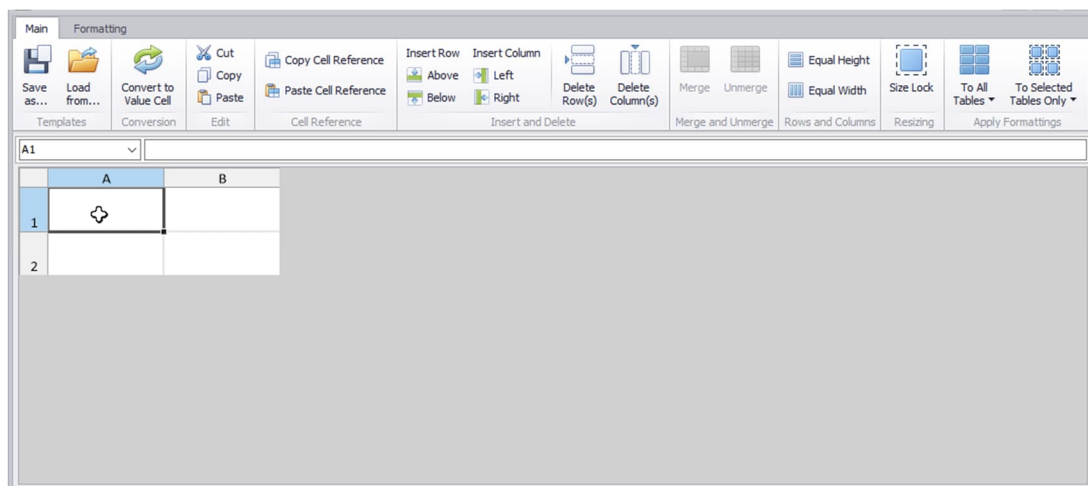 Main Formatting
Save as... Load from... Convert to Value Cell Cut Copy Paste Copy Cell Reference Paste Cell Reference Insert Row Insert Column Above Left Below Right Delete Row(s) Delete Column(s) Merge Unmerge Equal Height Equal Width Size Lock To All Tables To Selected Tables Only
Templates Conversion Edit Cell Reference Insert and Delete Merge and Unmerge Rows and Columns Resizing Apply Formattings
A1
A B
1
2